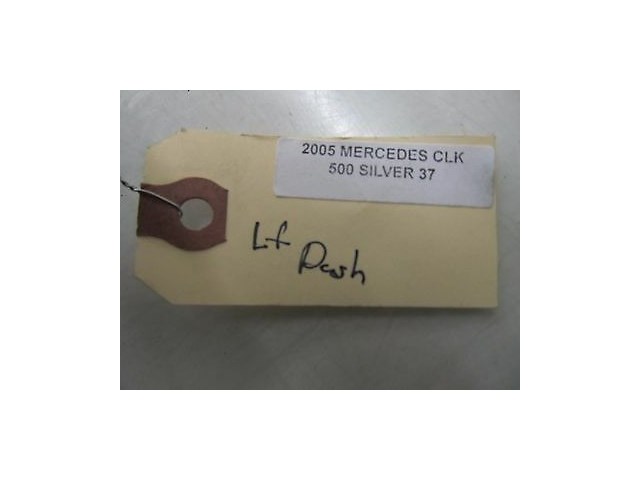 2005 MERCEDES CLK
500 SILVER 37
Lf
Dash